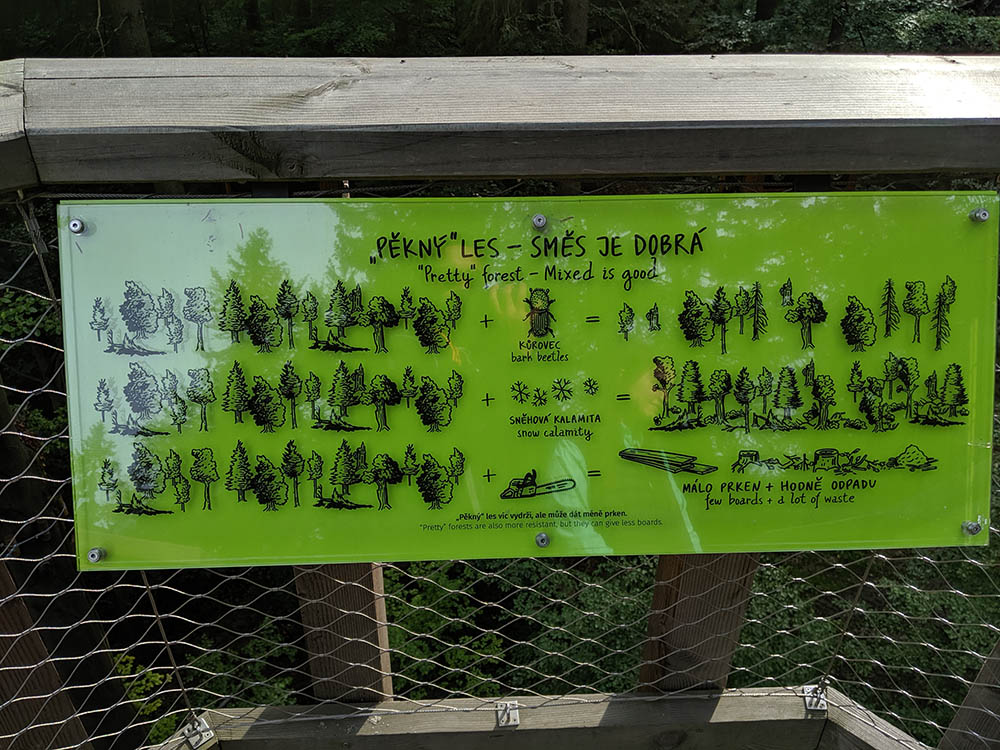 „PĚKNÝ“ LES – SMĚS JE DOBRÁ
"Pretty" forest – Mixed is good
KŮROVEC
bark beetles
SNĚHOVÁ KALAMITA
snow calamity
MÁLO PRKEN + HODNĚ ODPADU
few boards + a lot of waste
„Pěkný“ les víc vydrží, ale může dát méně prken.
"Pretty" forests are also more resistant, but they can give less boards.